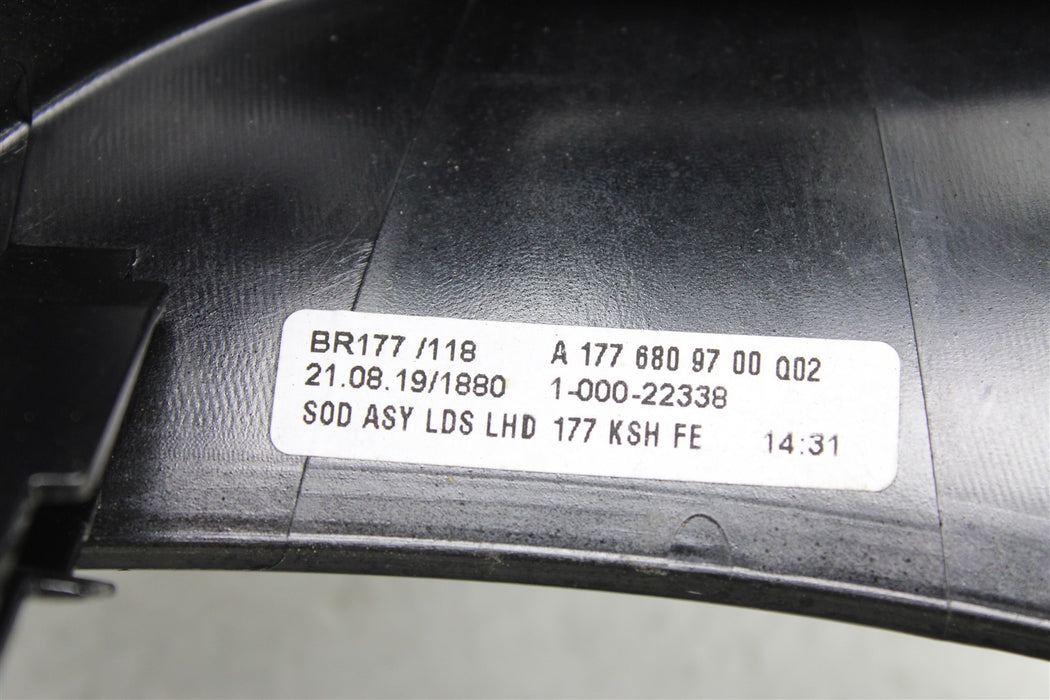 BR177 /118 A 177 680 97 00 Q02
21.08.19/1880 1-000-22338
SOD ASY LDS LHD 177 KSH FE 14:31